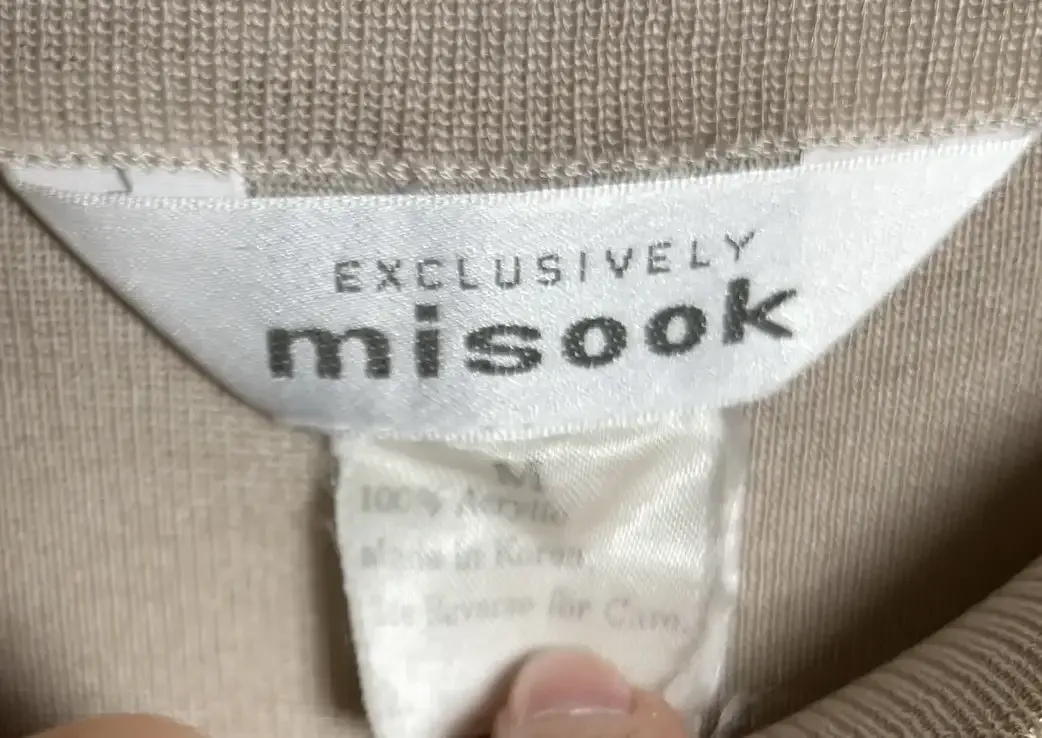 EXCLUSIVELY
misook
M
100% Acrylic
Made in Korea
See Reverse for Care.